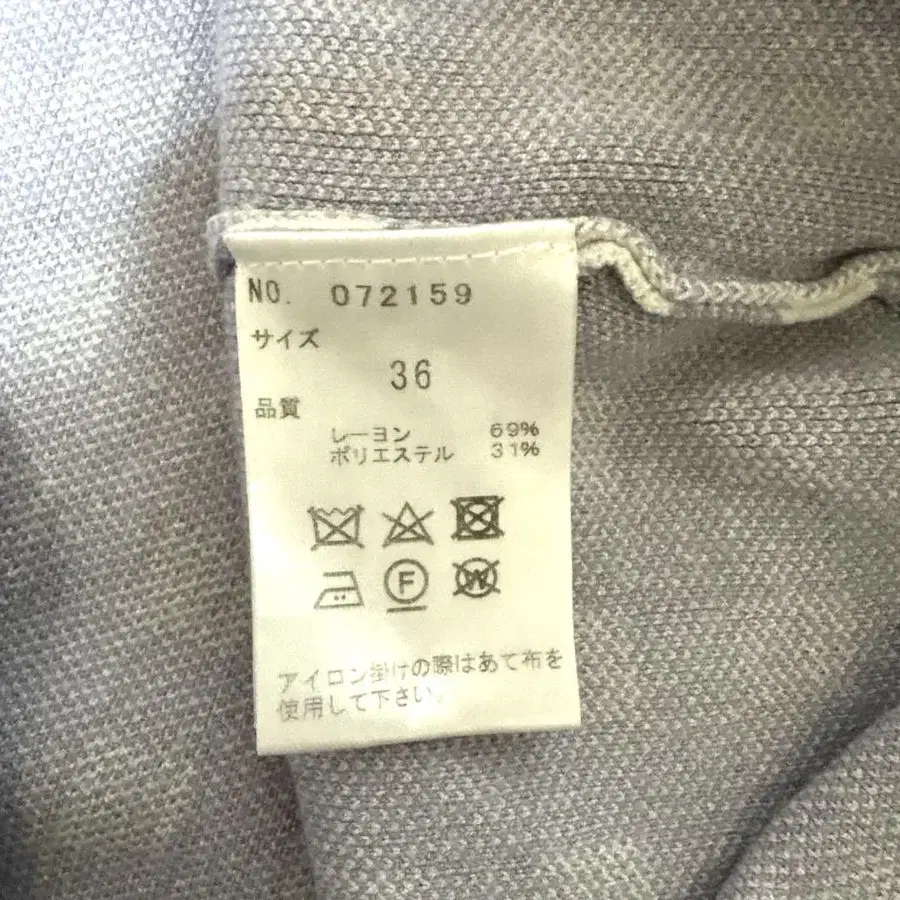 NO. 072159
サイズ
36
品質
レーヨン 69%
ポリエステル 31%
F W
アイロン掛けの際はあて布を
使用して下さい。